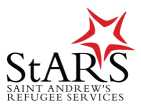 StARS
SAINT ANDREW'S
REFUGEE SERVICES